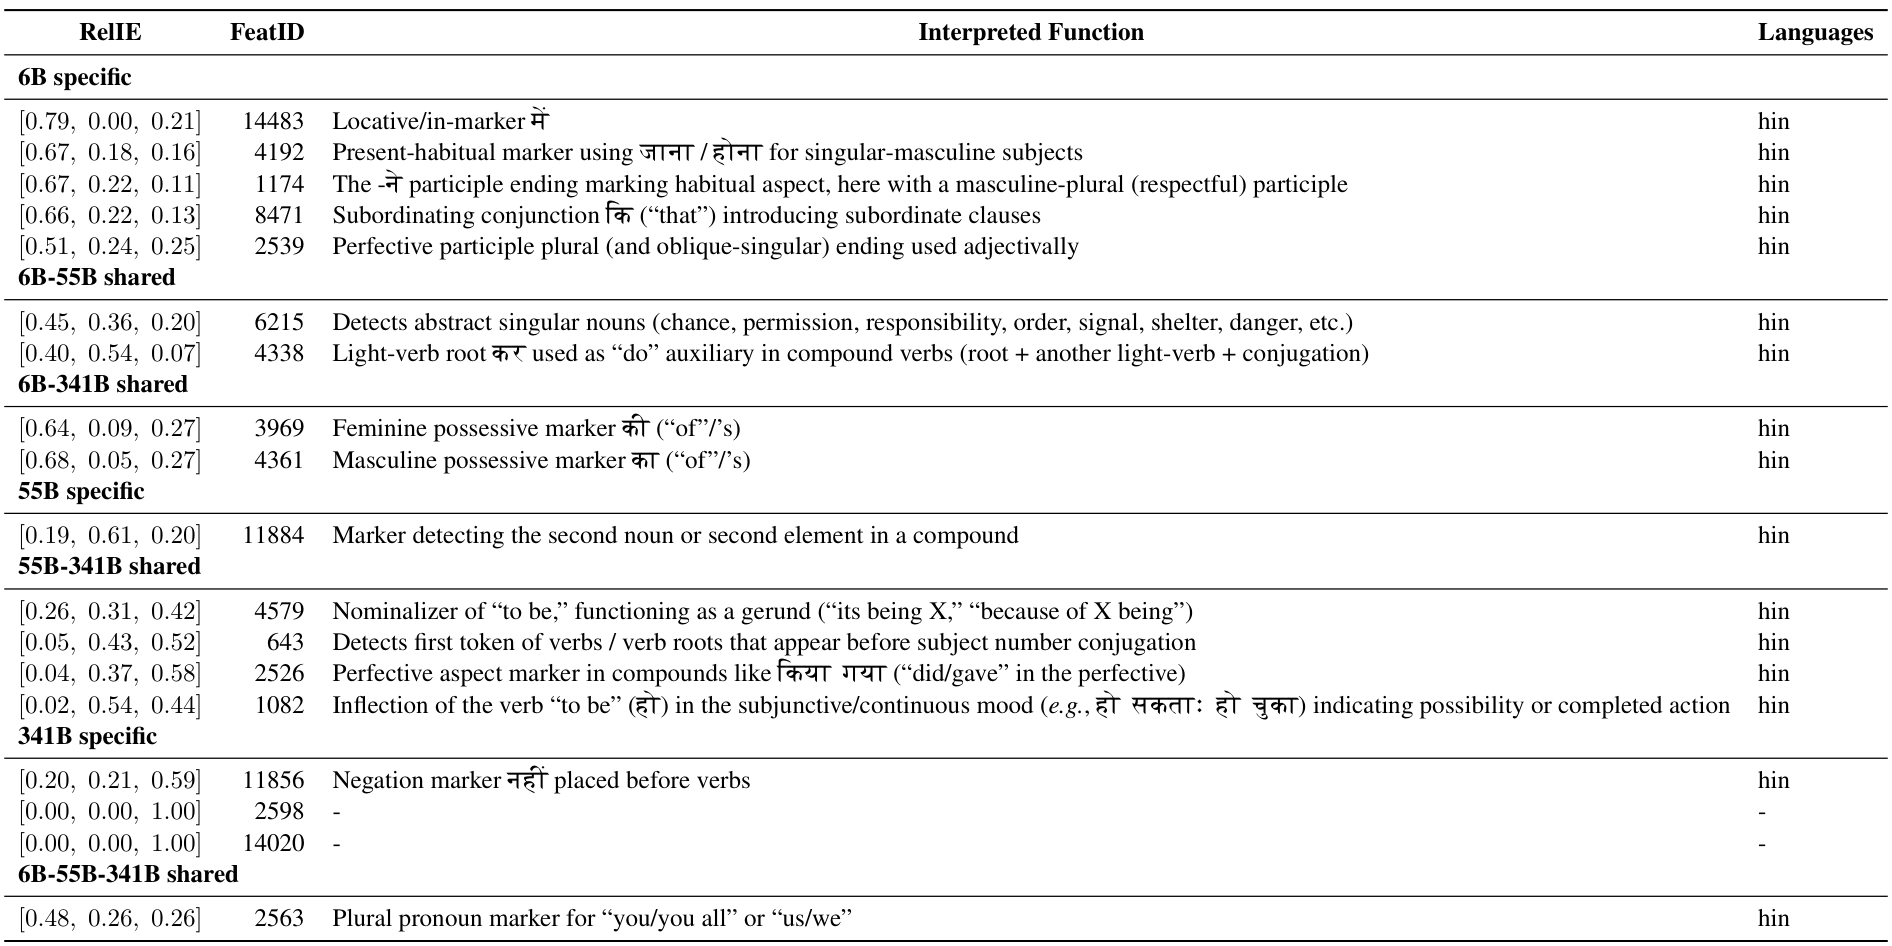 RelIE FeatID Interpreted Function Languages
6B specific
[0.79, 0.00, 0.21] 14483 Locative/in-marker में hin
[0.67, 0.18, 0.16] 4192 Present-habitual marker using जाना / होना for singular-masculine subjects hin
[0.67, 0.22, 0.11] 1174 The -ने participle ending marking habitual aspect, here with a masculine-plural (respectful) participle hin
[0.66, 0.22, 0.13] 8471 Subordinating conjunction कि (“that”) introducing subordinate clauses hin
[0.51, 0.24, 0.25] 2539 Perfective participle plural (and oblique-singular) ending used adjectivally hin
6B-55B shared
[0.45, 0.36, 0.20] 6215 Detects abstract singular nouns (chance, permission, responsibility, order, signal, shelter, danger, etc.) hin
[0.40, 0.54, 0.07] 4338 Light-verb root कर used as “do” auxiliary in compound verbs (root + another light-verb + conjugation) hin
6B-341B shared
[0.64, 0.09, 0.27] 3969 Feminine possessive marker की (“of”/’s) hin
[0.68, 0.05, 0.27] 4361 Masculine possessive marker का (“of”/’s) hin
55B specific
[0.19, 0.61, 0.20] 11884 Marker detecting the second noun or second element in a compound hin
55B-341B shared
[0.26, 0.31, 0.42] 4579 Nominalizer of “to be,” functioning as a gerund (“its being X,” “because of X being”) hin
[0.05, 0.43, 0.52] 643 Detects first token of verbs / verb roots that appear before subject number conjugation hin
[0.04, 0.37, 0.58] 2526 Perfective aspect marker in compounds like किया गया (“did/gave” in the perfective) hin
[0.02, 0.54, 0.44] 1082 Inflection of the verb “to be” (हो) in the subjunctive/continuous mood (e.g., हो सकता: हो चुका) indicating possibility or completed action hin
341B specific
[0.20, 0.21, 0.59] 11856 Negation marker नहीं placed before verbs hin
[0.00, 0.00, 1.00] 2598 - -
[0.00, 0.00, 1.00] 14020 - -
6B-55B-341B shared
[0.48, 0.26, 0.26] 2563 Plural pronoun marker for “you/you all” or “us/we” hin